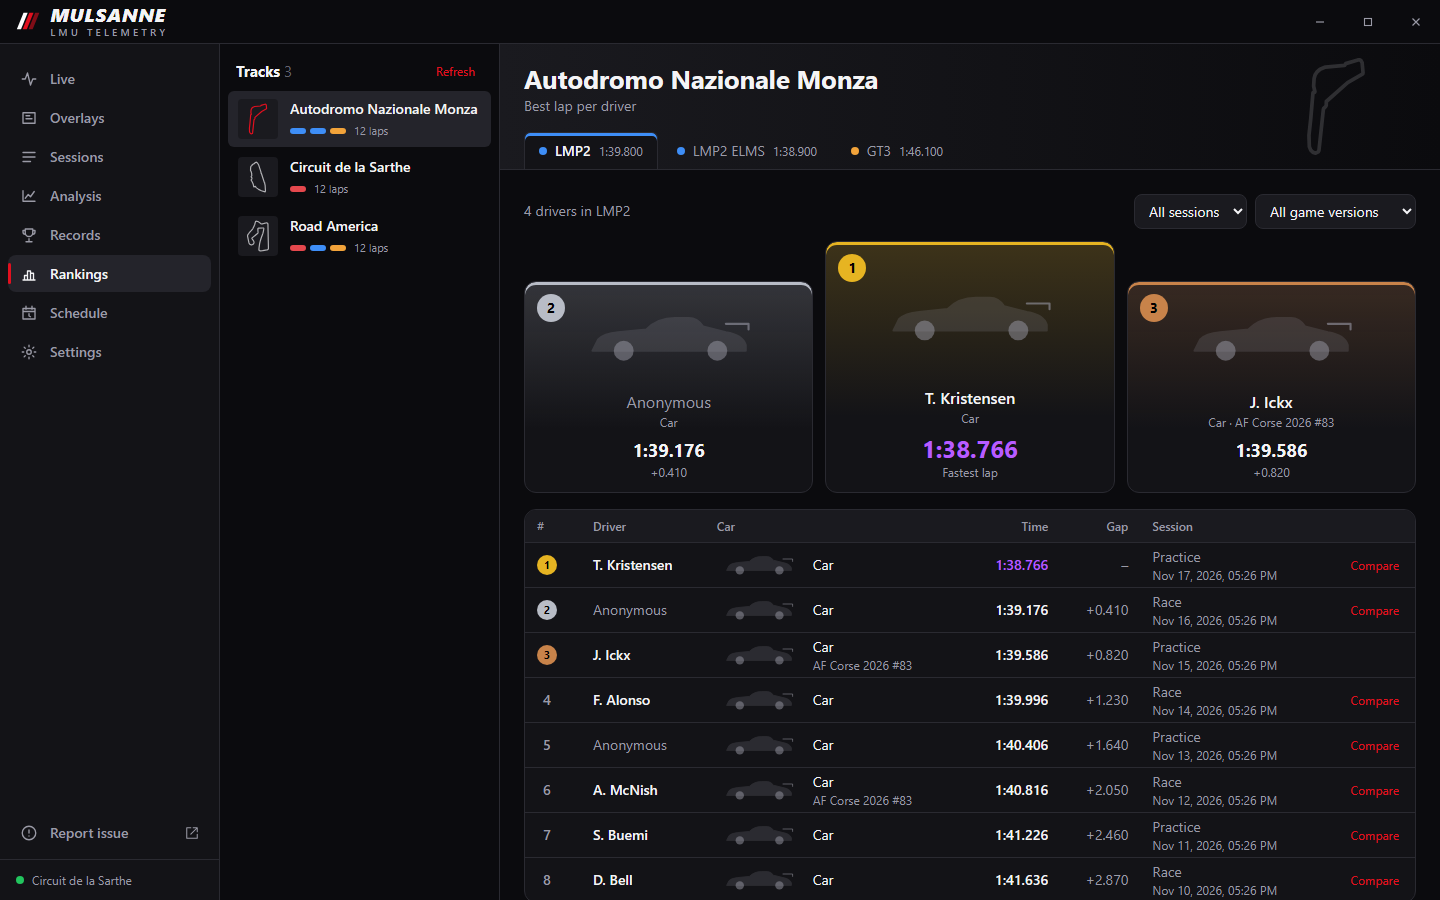 MULSANNE
LMU TELEMETRY
Live
Overlays
Sessions
Analysis
Records
Rankings
Schedule
Settings
Report issue
Circuit de la Sarthe
Tracks 3
Refresh
Autodromo Nazionale Monza
12 laps
Circuit de la Sarthe
12 laps
Road America
12 laps
Autodromo Nazionale Monza
Best lap per driver
LMP2 1:39.800
LMP2 ELMS 1:38.900
GT3 1:46.100
4 drivers in LMP2
All sessions
All game versions
2
Anonymous
Car
1:39.176
+0.410
1
T. Kristensen
Car
1:38.766
Fastest lap
3
J. Ickx
Car · AF Corse 2026 #83
1:39.586
+0.820
# Driver Car Time Gap Session
1 T. Kristensen Car 1:38.766 – Practice
Nov 17, 2026, 05:26 PM
Compare
2 Anonymous Car 1:39.176 +0.410 Race
Nov 16, 2026, 05:26 PM
Compare
3 J. Ickx Car 1:39.586 +0.820 Practice
AF Corse 2026 #83 Nov 15, 2026, 05:26 PM
4 F. Alonso Car 1:39.996 +1.230 Race
Nov 14, 2026, 05:26 PM
Compare
5 Anonymous Car 1:40.406 +1.640 Practice
Nov 13, 2026, 05:26 PM
Compare
6 A. McNish Car 1:40.816 +2.050 Race
AF Corse 2026 #83 Nov 12, 2026, 05:26 PM
Compare
7 S. Buemi Car 1:41.226 +2.460 Practice
Nov 11, 2026, 05:26 PM
Compare
8 D. Bell Car 1:41.636 +2.870 Race
Nov 10, 2026, 05:26 PM
Compare